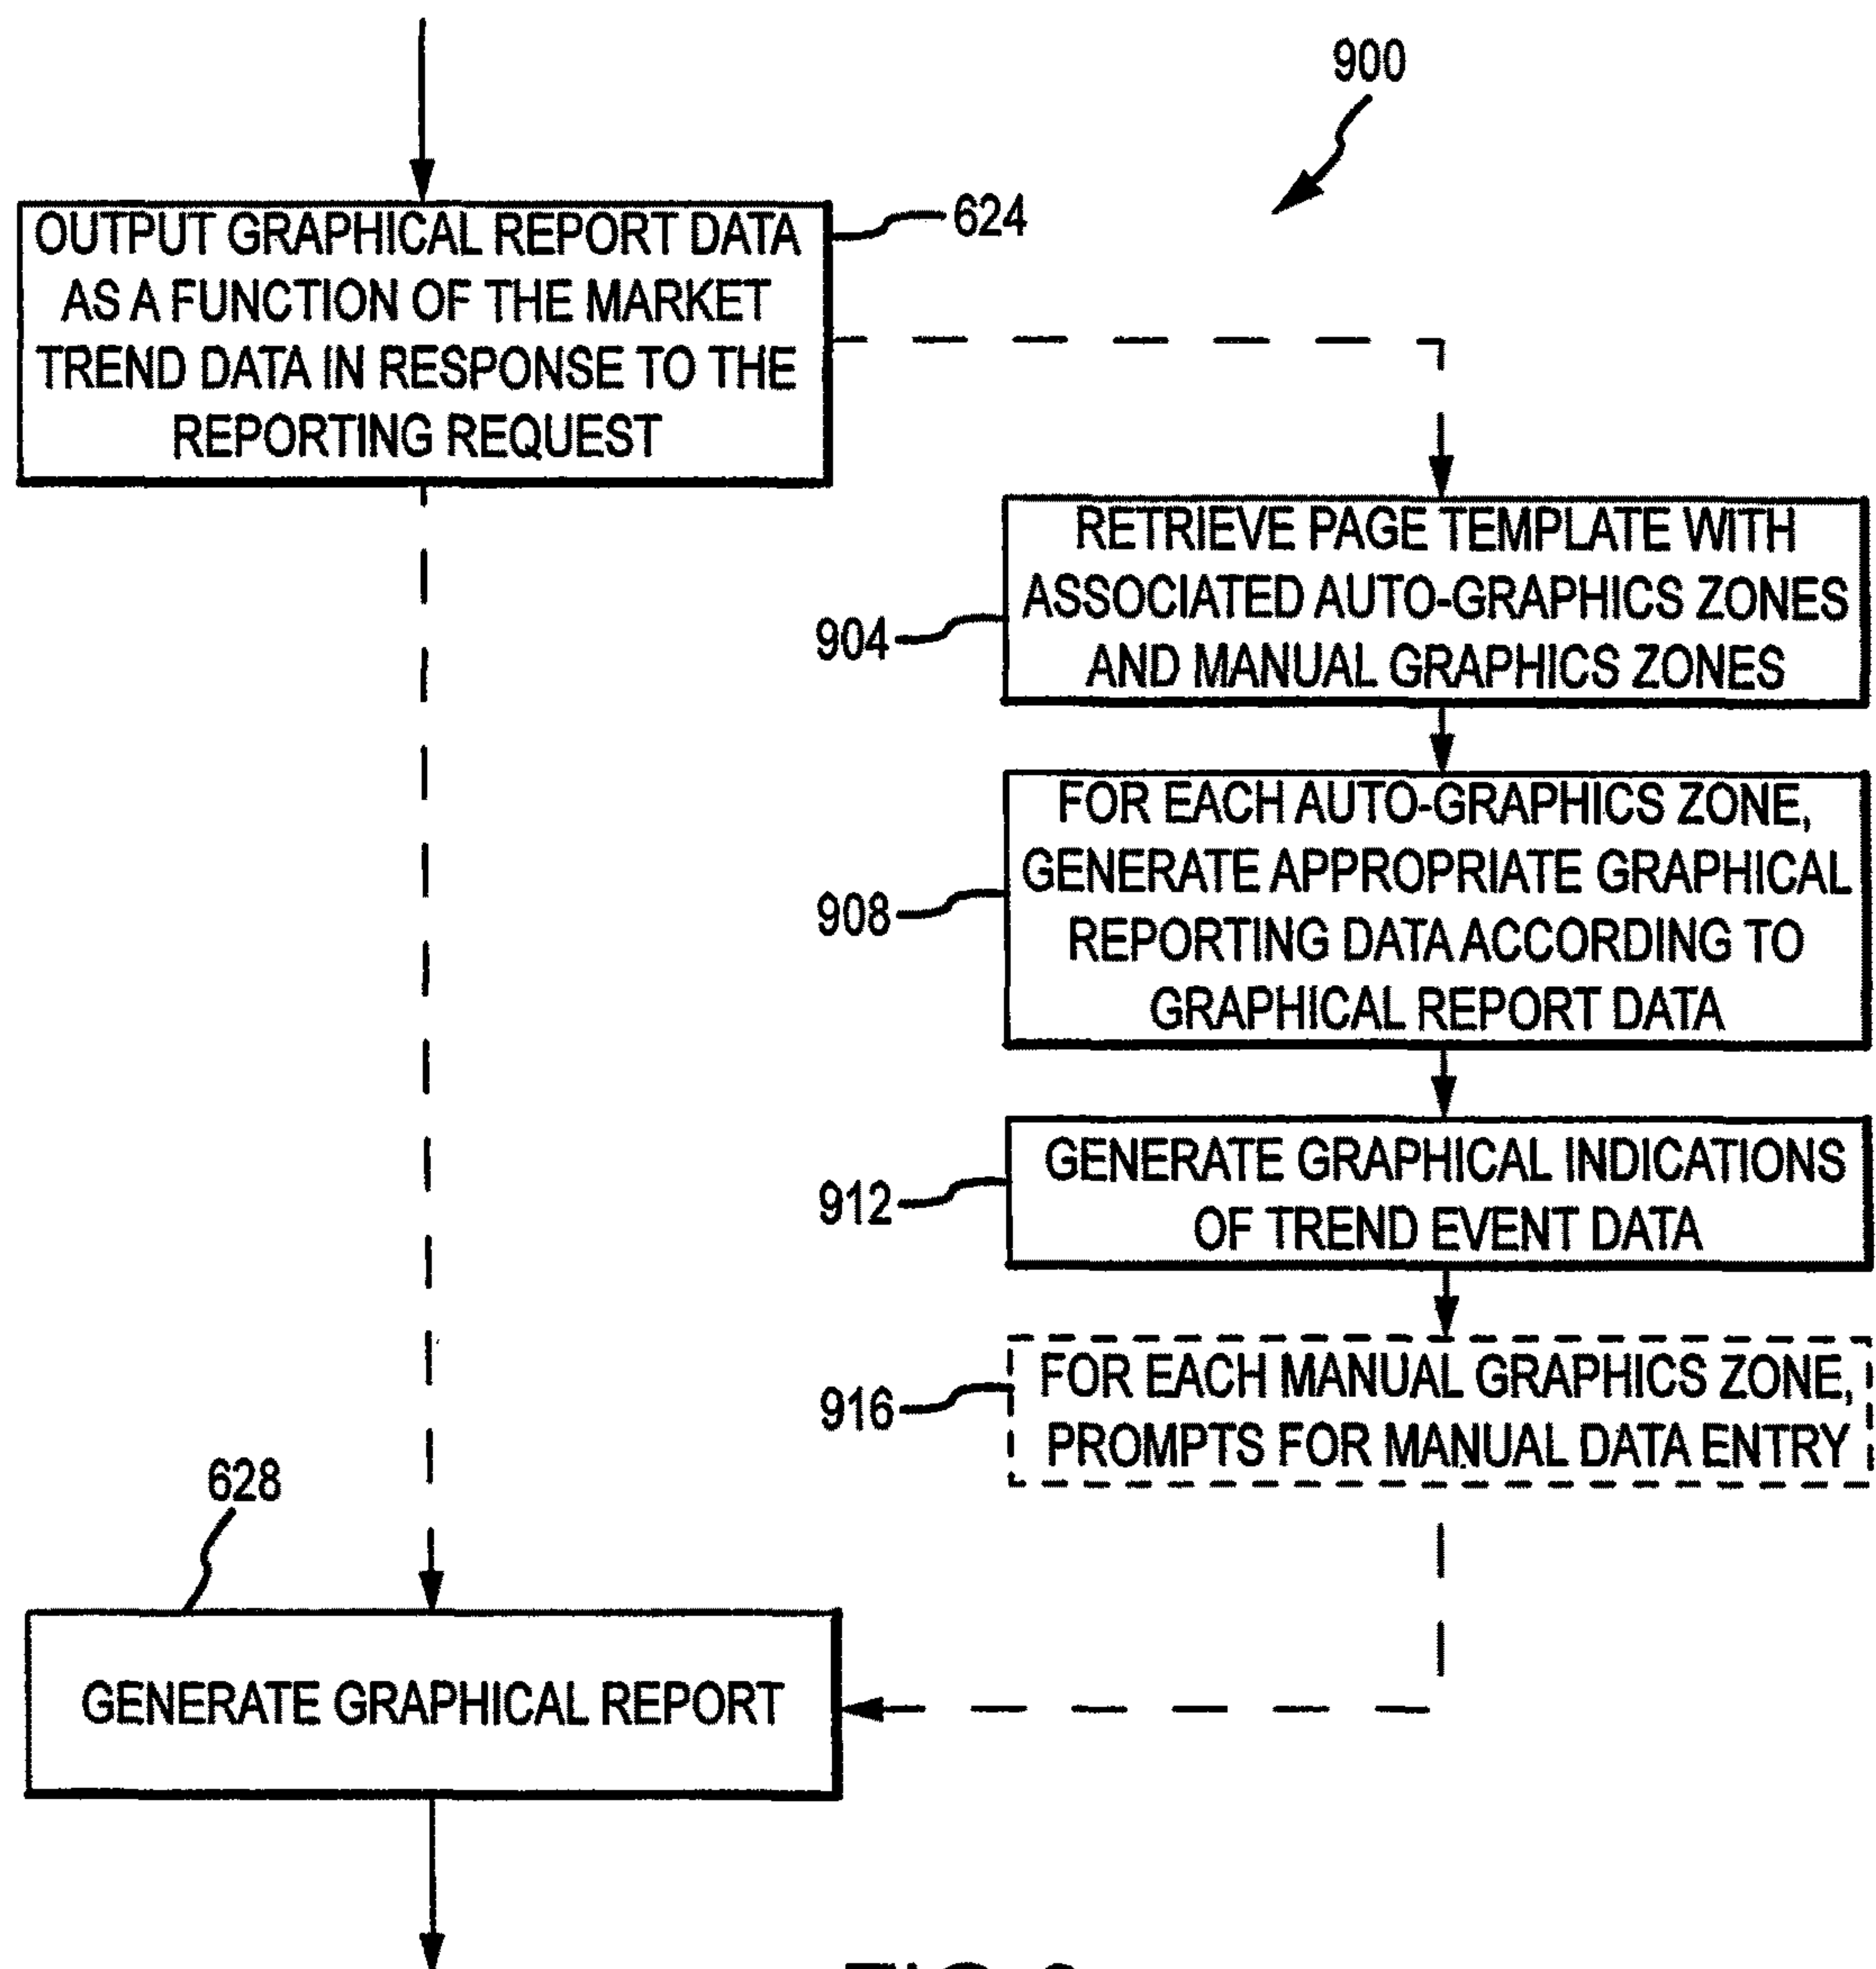 900
OUTPUT GRAPHICAL REPORT DATA
AS A FUNCTION OF THE MARKET
TREND DATA IN RESPONSE TO THE
REPORTING REQUEST
624
RETRIEVE PAGE TEMPLATE WITH
ASSOCIATED AUTO-GRAPHICS ZONES
AND MANUAL GRAPHICS ZONES
904
FOR EACH AUTO-GRAPHICS ZONE,
GENERATE APPROPRIATE GRAPHICAL
REPORTING DATA ACCORDING TO
GRAPHICAL REPORT DATA
908
GENERATE GRAPHICAL INDICATIONS
OF TREND EVENT DATA
912
FOR EACH MANUAL GRAPHICS ZONE,
PROMPTS FOR MANUAL DATA ENTRY
916
628
GENERATE GRAPHICAL REPORT